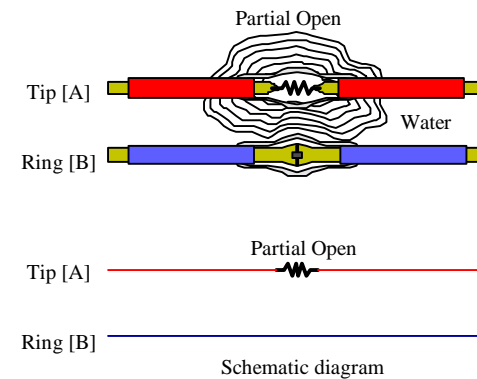 Partial Open
Tip [A]
Water
Ring [B]
Partial Open
Tip [A]
Ring [B]
Schematic diagram